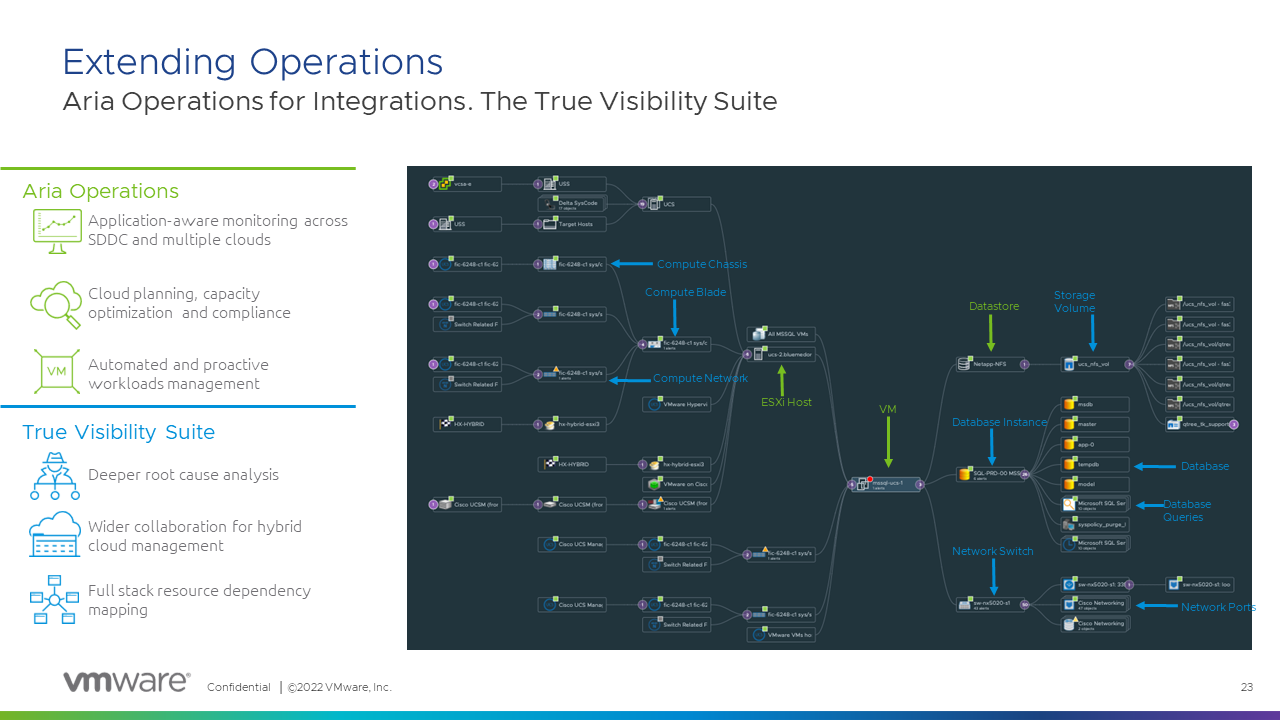 Extending Operations
Aria Operations for Integrations. The True Visibility Suite
Aria Operations
Application-aware monitoring across
SDDC and multiple clouds
Cloud planning, capacity
optimization and compliance
VM
Automated and proactive
workloads management
True Visibility Suite
Deeper root cause analysis
Wider collaboration for hybrid
cloud management
Full stack resource dependency
mapping
vcsa-e
USS
Delta SysCode
UCS
USS
Target Hosts
fic-6248-c1 fic-62
fic-6248-c1 sys/c
Compute Chassis
Compute Blade
fic-6248-c1 fic-62
Switch Related F
fic-6248-c1 sys/s
fic-6248-c1 sys/c
All MSSQL VMs
ucs-2.bluemedor
fic-6248-c1 fic-62
Switch Related F
fic-6248-c1 sys/s
Compute Network
VMware Hypervi
ESXi Host
HX-HYBRID
hx-hybrid-esxi3
HX-HYBRID
hx-hybrid-esxi3
VMware on Cisco
Cisco UCSM (fror
Cisco UCSM (fror
Cisco UCSM (fror
Cisco UCS Manag
fic-6248-c1 fic-62
Switch Related F
fic-6248-c1 sys/s
Cisco UCS Manag
fic-6248-c1 fic-62
Switch Related F
fic-6248-c1 sys/s
VMware VMs ho
VM
mssql-ucs-1
Datastore
Netapp-NFS
Storage
Volume
ucs_nfs_vol
/ucs_nfs_vol - fas
/ucs_nfs_vol - fas
/ucs_nfs_vol/qtre
/ucs_nfs_vol - fas
/ucs_nfs_vol/qtre
/ucs_nfs_vol/qtre
qtree_tix_support
Database Instance
SQL-PRD-00 MSS
msdb
master
app-0
tempdb
model
Database
Microsoft SQL Ser
Database
Queries
syspolicy_purge_
Microsoft SQL Ser
Network Switch
sw-nx5020-s1
sw-nx5020-s1: 33
sw-nx5020-s1: loo
Cisco Networking
Network Ports
Cisco Networking
vmware
Confidential | ©2022 VMware, Inc.
23